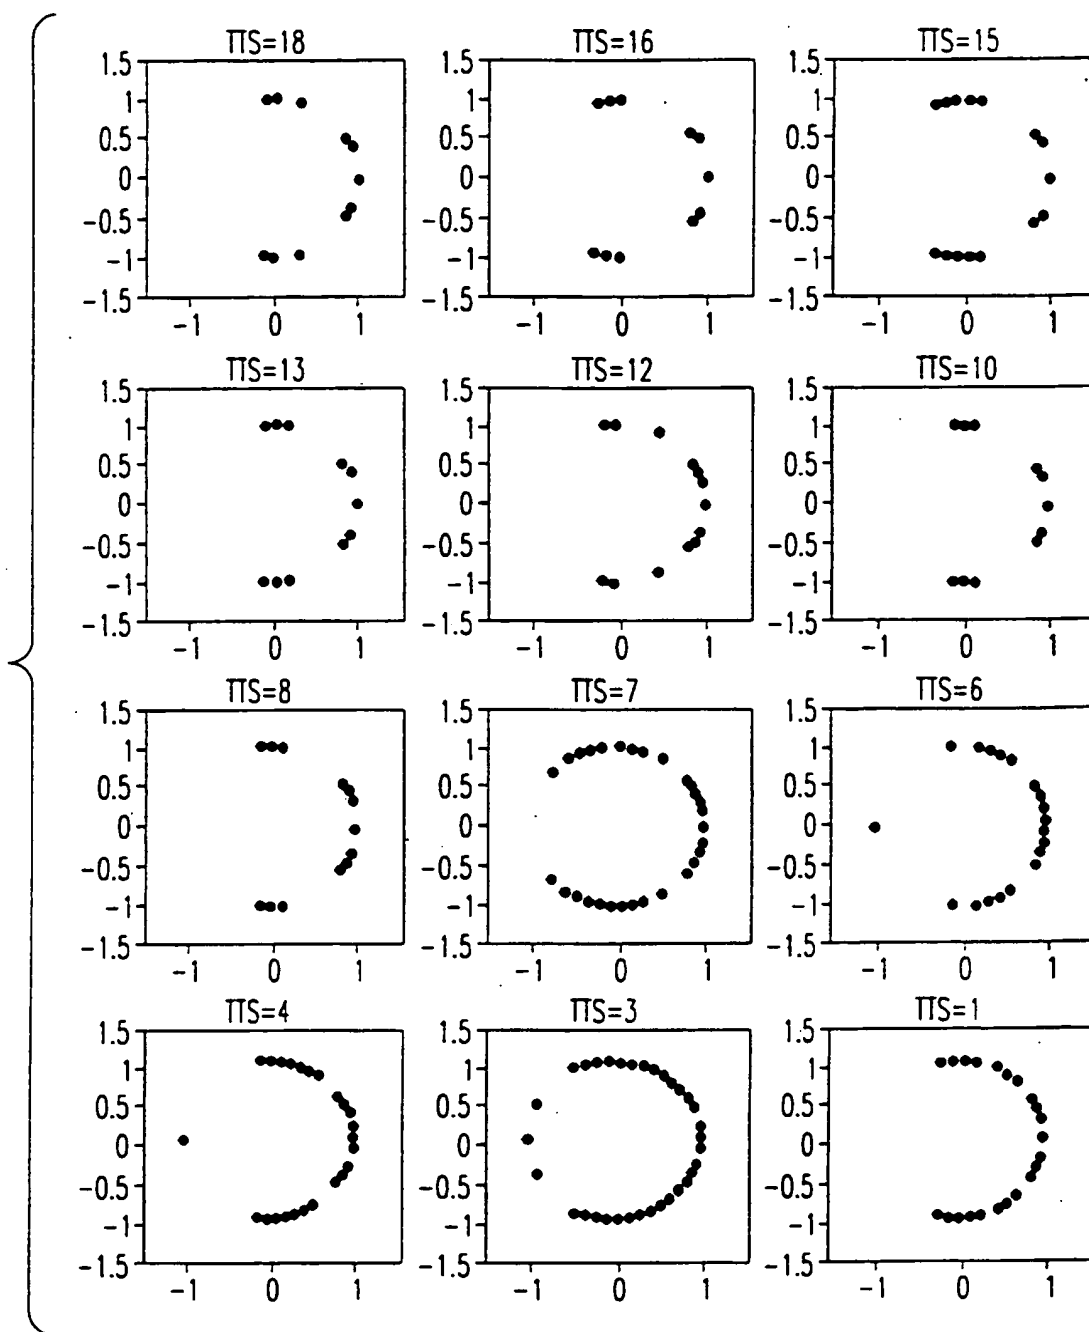 TTS=18 TTS=16 TTS=15
1.5 1.5 1.5
1 1 1
0.5 0.5 0.5
0 0 0
-0.5 -0.5 -0.5
-1 -1 -1
-1.5 -1.5 -1.5
-1 0 1 -1 0 1 -1 0 1
TTS=13 TTS=12 TTS=10
1.5 1.5 1.5
1 1 1
0.5 0.5 0.5
0 0 0
-0.5 -0.5 -0.5
-1 -1 -1
-1.5 -1.5 -1.5
-1 0 1 -1 0 1 -1 0 1
TTS=8 TTS=7 TTS=6
1.5 1.5 1.5
1 1 1
0.5 0.5 0.5
0 0 0
-0.5 -0.5 -0.5
-1 -1 -1
-1.5 -1.5 -1.5
-1 0 1 -1 0 1 -1 0 1
TTS=4 TTS=3 TTS=1
1.5 1.5 1.5
1 1 1
0.5 0.5 0.5
0 0 0
-0.5 -0.5 -0.5
-1 -1 -1
-1.5 -1.5 -1.5
-1 0 1 -1 0 1 -1 0 1